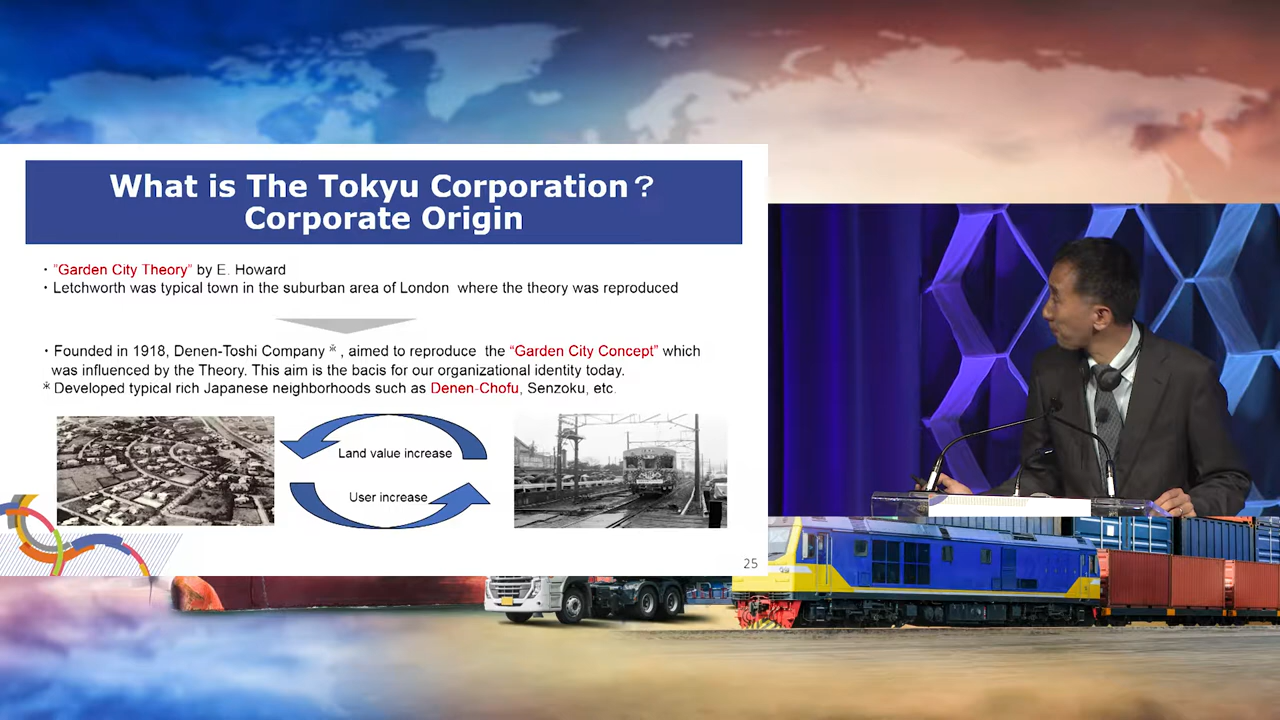 What is The Tokyu Corporation？
Corporate Origin
・"Garden City Theory" by E. Howard
・Letchworth was typical town in the suburban area of London where the theory was reproduced
・Founded in 1918, Denen-Toshi Company ※ , aimed to reproduce the “Garden City Concept” which
was influenced by the Theory. This aim is the bacis for our organizational identity today.
※ Developed typical rich Japanese neighborhoods such as Denen-Chofu, Senzoku, etc.
Land value increase
User increase
25